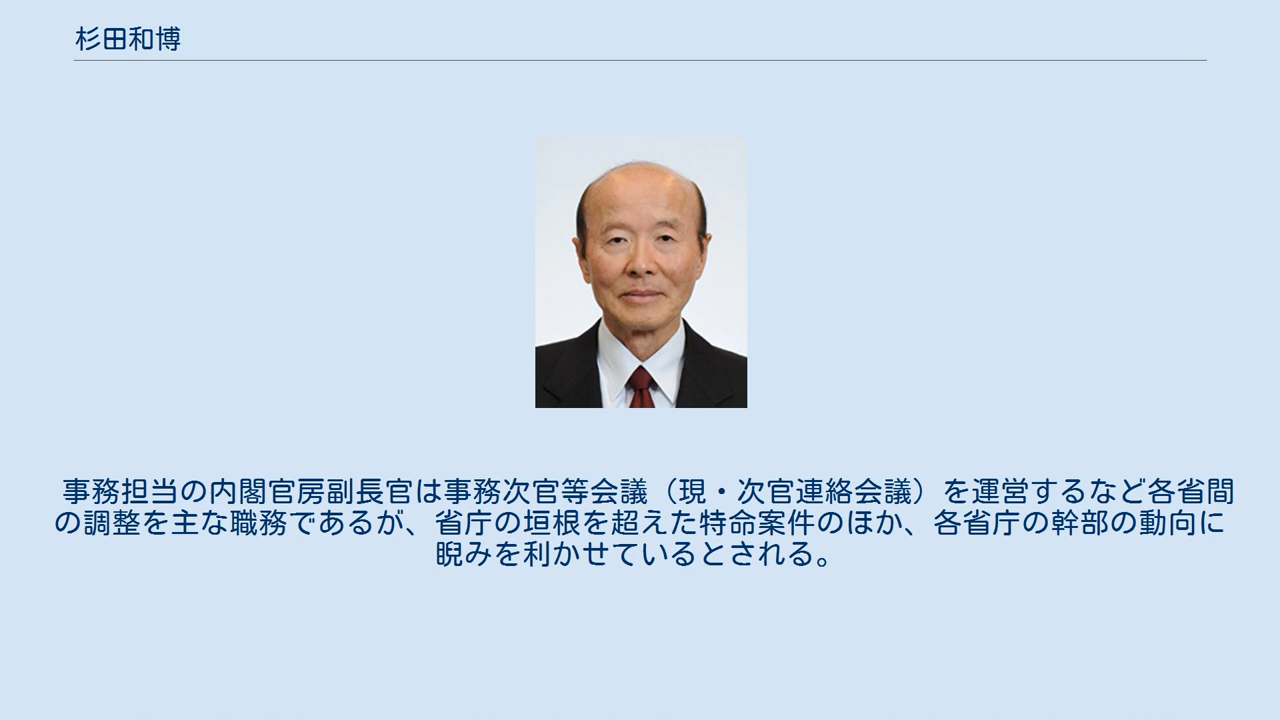 杉田和博
事務担当の内閣官房副長官は事務次官等会議（現・次官連絡会議）を運営するなど各省間
の調整を主な職務であるが、省庁の垣根を超えた特命案件のほか、各省庁の幹部の動向に
睨みを利かせているとされる。